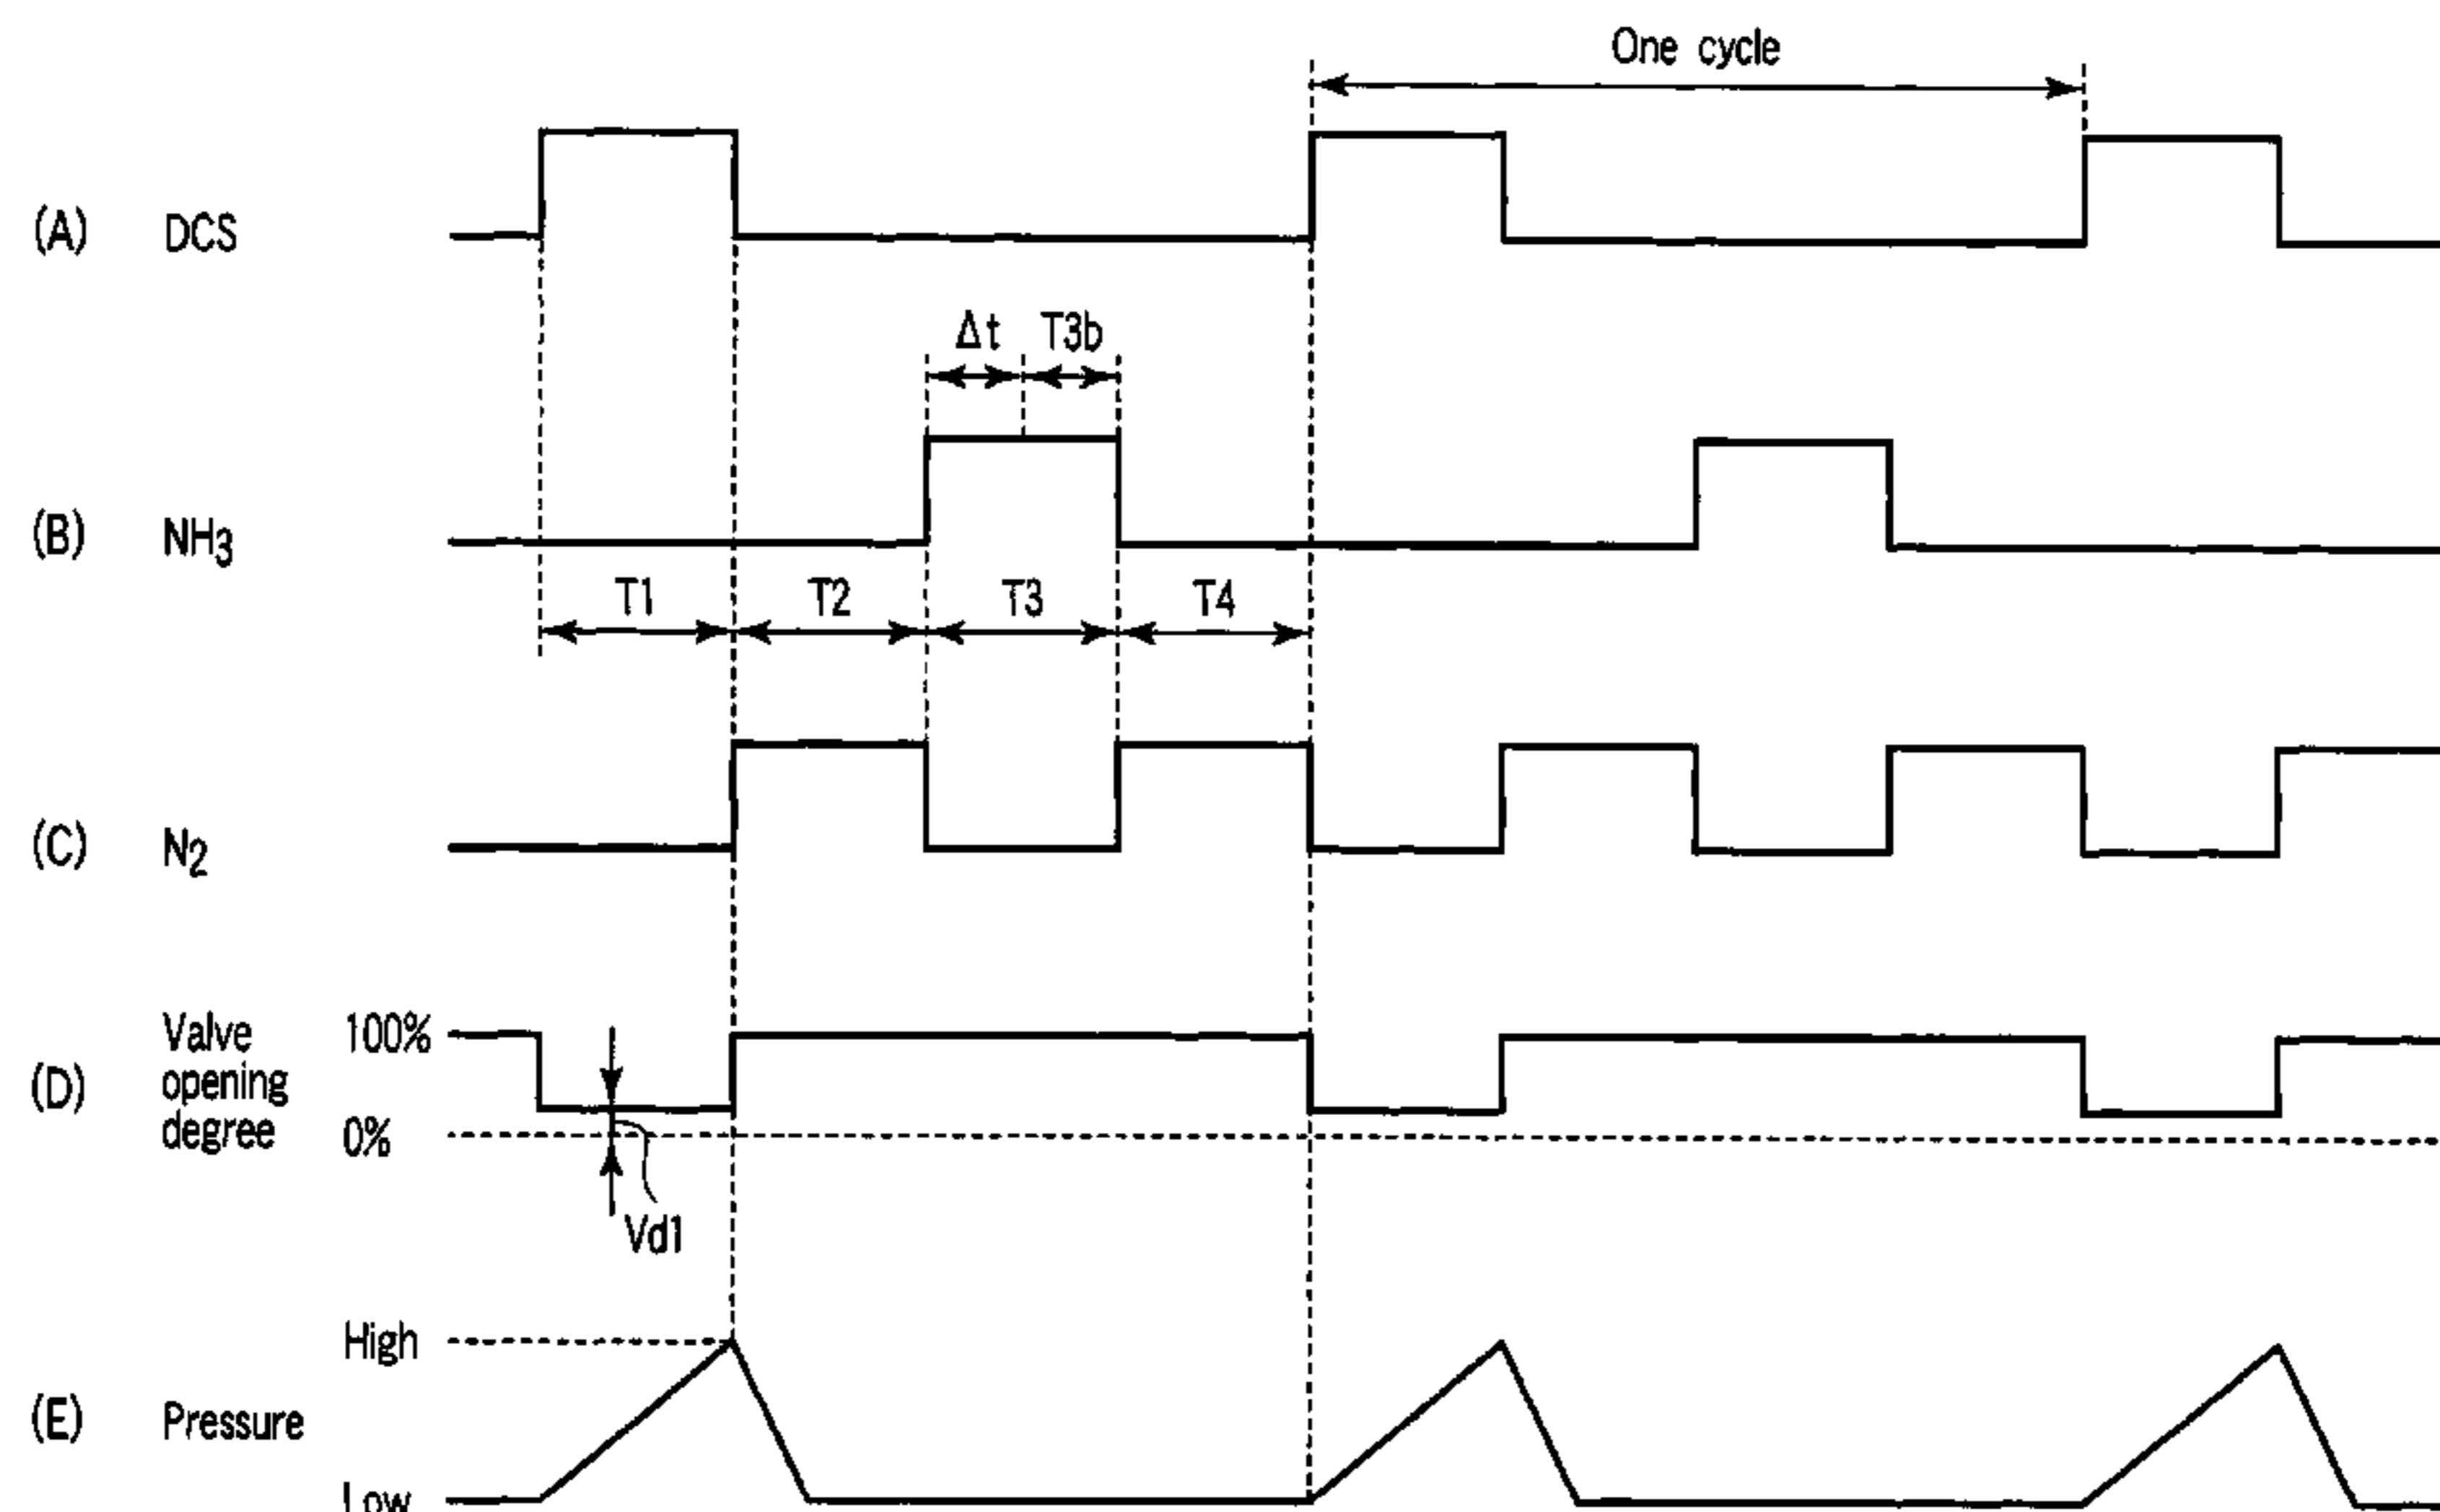 One cycle
(A) DCS
Δt T3b
(B) NH3
T1 T2 T3 T4
(C) N2
(D) Valve opening degree
100%
0%
Vd1
High
(E) Pressure
Low